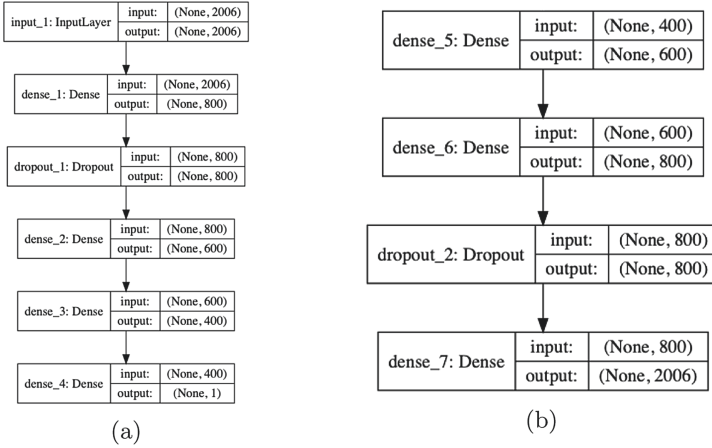 input_1: InputLayer input: (None, 2006)
output: (None, 2006)
dense_1: Dense input: (None, 2006)
output: (None, 800)
dropout_1: Dropout input: (None, 800)
output: (None, 800)
dense_2: Dense input: (None, 800)
output: (None, 600)
dense_3: Dense input: (None, 600)
output: (None, 400)
dense_4: Dense input: (None, 400)
output: (None, 1)
(a)
dense_5: Dense input: (None, 400)
output: (None, 600)
dense_6: Dense input: (None, 600)
output: (None, 800)
dropout_2: Dropout input: (None, 800)
output: (None, 800)
dense_7: Dense input: (None, 800)
output: (None, 2006)
(b)